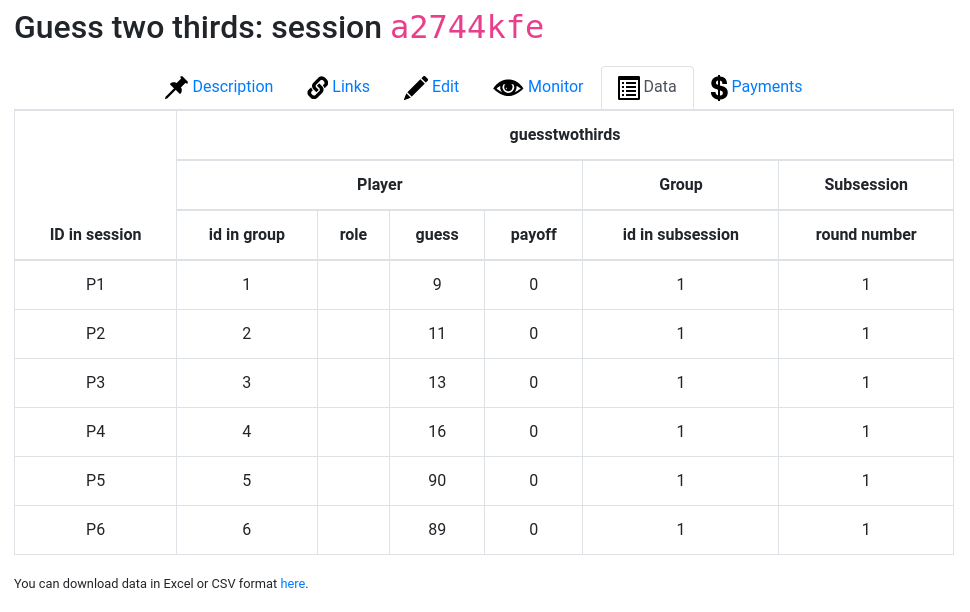 Guess two thirds: session a2744kfe
Description Links Edit Monitor Data Payments
guesstwothirds
Player Group Subsession
ID in session id in group role guess payoff id in subsession round number
P1 1 9 0 1 1
P2 2 11 0 1 1
P3 3 13 0 1 1
P4 4 16 0 1 1
P5 5 90 0 1 1
P6 6 89 0 1 1
You can download data in Excel or CSV format here.